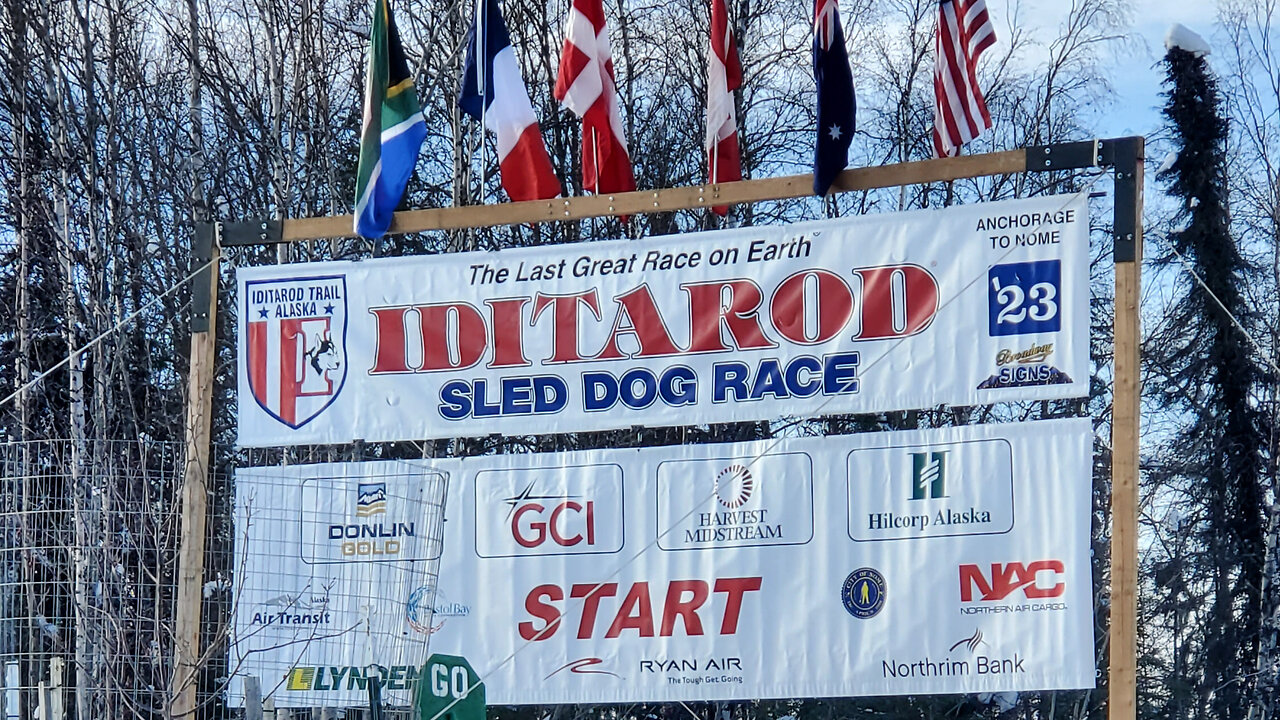 The Last Great Race on Earth®
ANCHORAGE
TO NOME
IDITAROD TRAIL
ALASKA
I
IDITAROD
'23
SLED DOG RACE
Broadway
SIGNS
DONLIN
GOLD
GCI
HARVEST
MIDSTREAM
Hilcorp Alaska
START
NAC
NORTHERN AIR CARGO
Alaska
Air Transit
RYAN AIR
The Tough Get Going
Northrim Bank
LYNDEN
GO